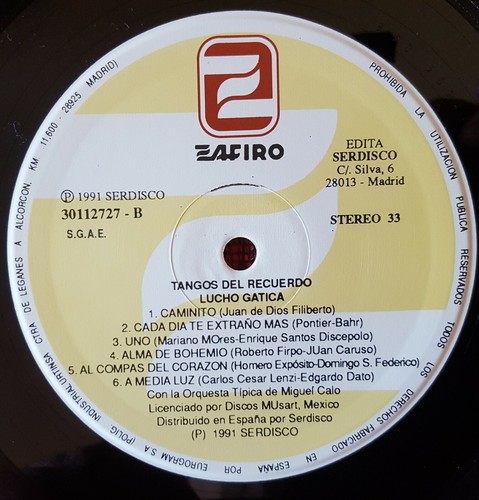 ZAFIRO
EDITA
SERDISCO
C/. Silva, 6
28013 - Madrid
Ⓟ 1991 SERDISCO
30112727 - B
S.G.A.E.
STEREO 33
TANGOS DEL RECUERDO
LUCHO GATICA
1. CAMINITO (Juan de Dios Filiberto)
2. CADA DIA TE EXTRAÑO MAS (Pontier-Bahr)
3. UNO (Mariano MOres-Enrique Santos Discepolo)
4. ALMA DE BOHEMIO (Roberto Firpo-JUan Caruso)
5. AL COMPAS DEL CORAZON (Homero Expósito-Domingo S. Federico)
6. A MEDIA LUZ (Carlos Cesar Lenzi-Edgardo Dato)
Con la Orquesta Típica de Miguel Calo
Licenciado por Discos MUsart, Mexico
Distribuido en España por Serdisco
(P) 1991 SERDISCO
PROHIBIDA LA UTILIZACION PUBLICA RESERVADOS TODOS LOS DERECHOS FABRICADO EN ESPAÑA POR EUROGRAM S.A (POLIG INDUSTRIAL URTINSA CTRA DE LEGANES A ALCORCON, KM 11,600 - 28925 MADRID)